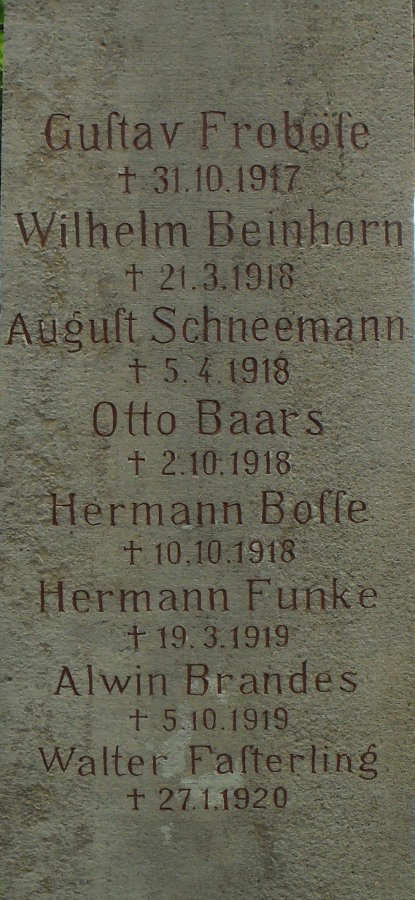 Guſtav Froböſe
† 31.10.1917
Wilhelm Beinhorn
† 21.3.1918
Auguſt Schneemann
† 5.4.1918
Otto Baars
† 2.10.1918
Hermann Boſſe
† 10.10.1918
Hermann Funke
† 19.3.1919
Alwin Brandes
† 5.10.1919
Walter Faſterling
† 27.1.1920